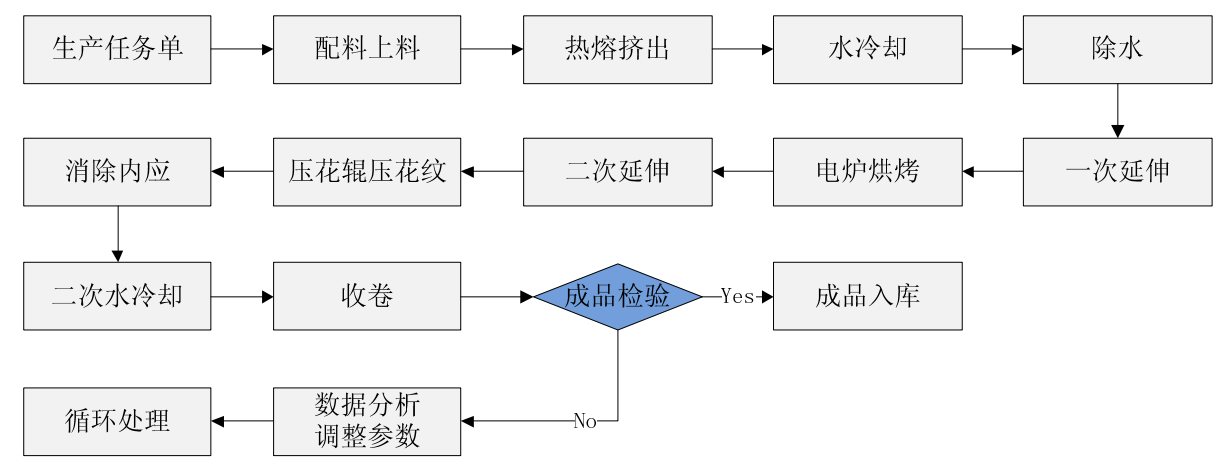 生产任务单
配料上料
热熔挤出
水冷却
除水
一次延伸
电炉烘烤
二次延伸
压花辊压花纹
消除内应
二次水冷却
收卷
成品检验
Yes
成品入库
No
数据分析
调整参数
循环处理